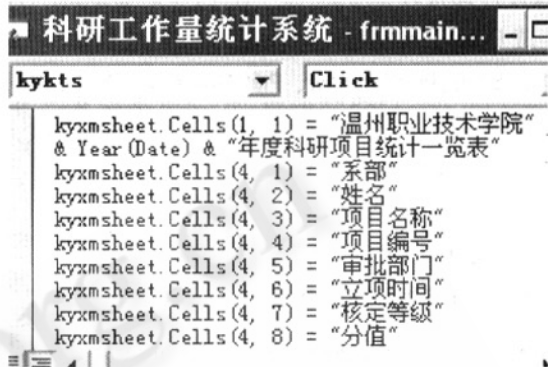 科研工作量统计系统 - frmmain...
kykts Click
kyxmsheet.Cells(1, 1) = "温州职业技术学院"
& Year(Date) & "年度科研项目统计一览表"
kyxmsheet.Cells(4, 1) = "系部"
kyxmsheet.Cells(4, 2) = "姓名"
kyxmsheet.Cells(4, 3) = "项目名称"
kyxmsheet.Cells(4, 4) = "项目编号"
kyxmsheet.Cells(4, 5) = "审批部门"
kyxmsheet.Cells(4, 6) = "立项时间"
kyxmsheet.Cells(4, 7) = "核定等级"
kyxmsheet.Cells(4, 8) = "分值"